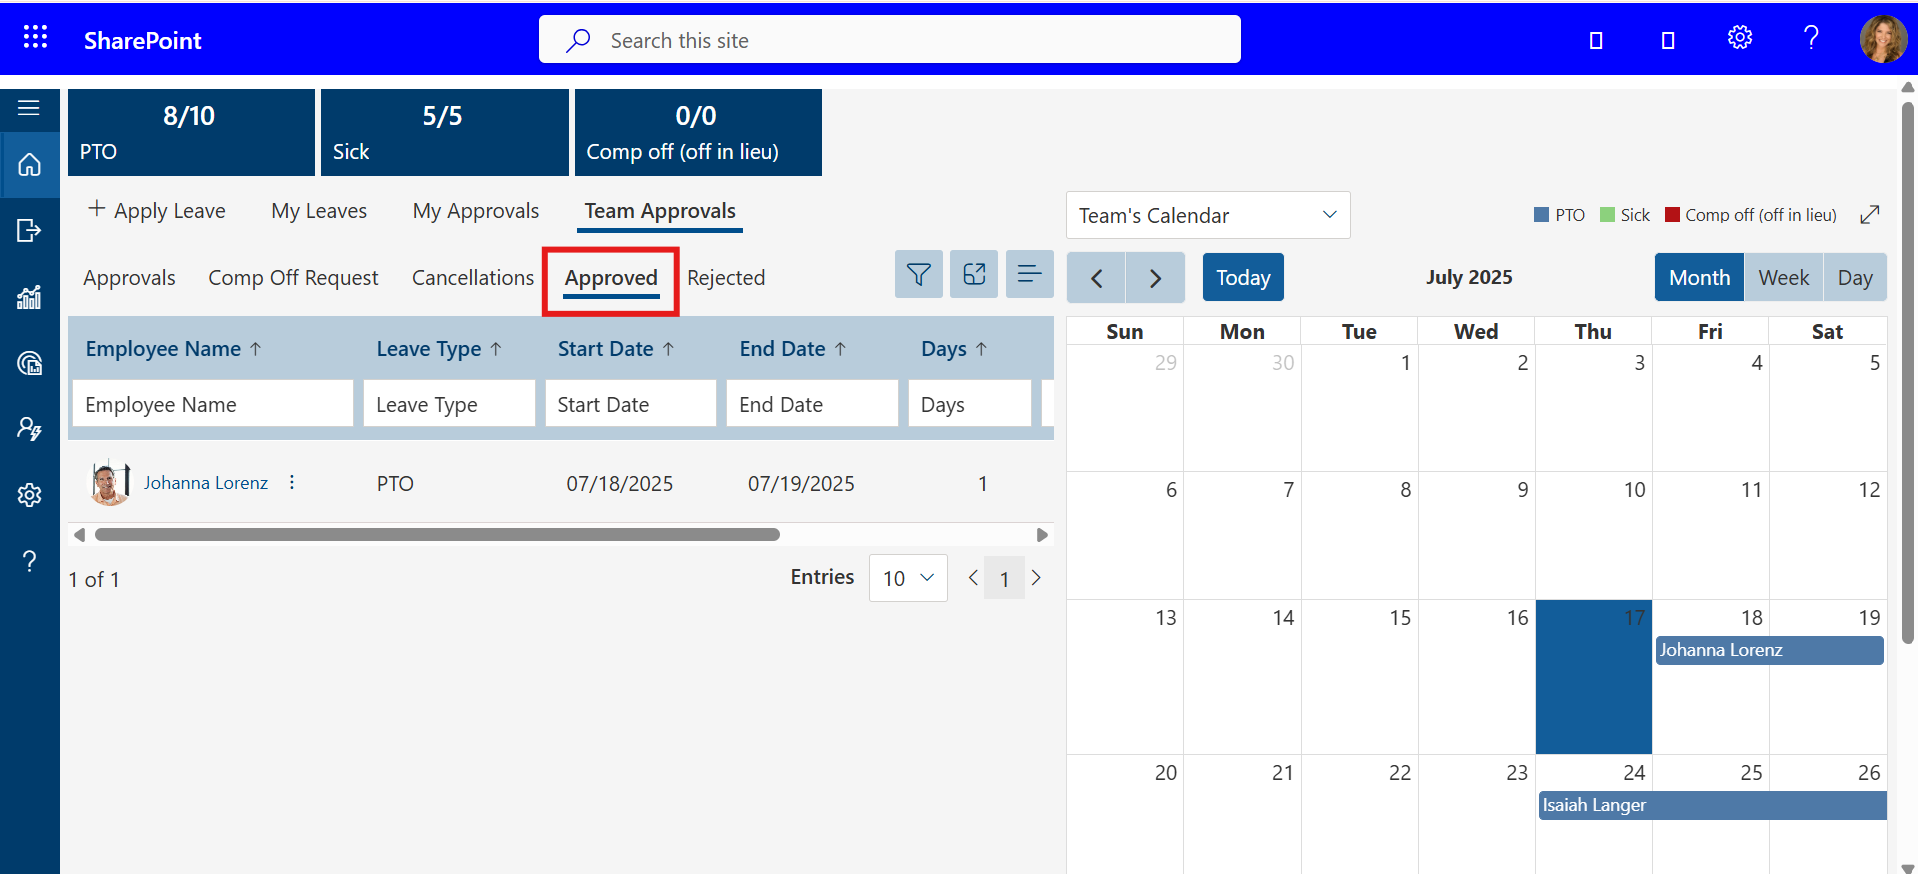 SharePoint
Search this site
?
8/10
PTO
5/5
Sick
0/0
Comp off (off in lieu)
+ Apply Leave
My Leaves
My Approvals
Team Approvals
Approvals
Comp Off Request
Cancellations
Approved
Rejected
Employee Name ↑
Leave Type ↑
Start Date ↑
End Date ↑
Days ↑
Employee Name
Leave Type
Start Date
End Date
Days
Johanna Lorenz
PTO
07/18/2025
07/19/2025
1
1 of 1
Entries
10
1
?
Team's Calendar
PTO
Sick
Comp off (off in lieu)
Today
July 2025
Month
Week
Day
Sun Mon Tue Wed Thu Fri Sat
29 30 1 2 3 4 5
6 7 8 9 10 11 12
13 14 15 16 17 18 19
Johanna Lorenz
20 21 22 23 24 25 26
Isaiah Langer